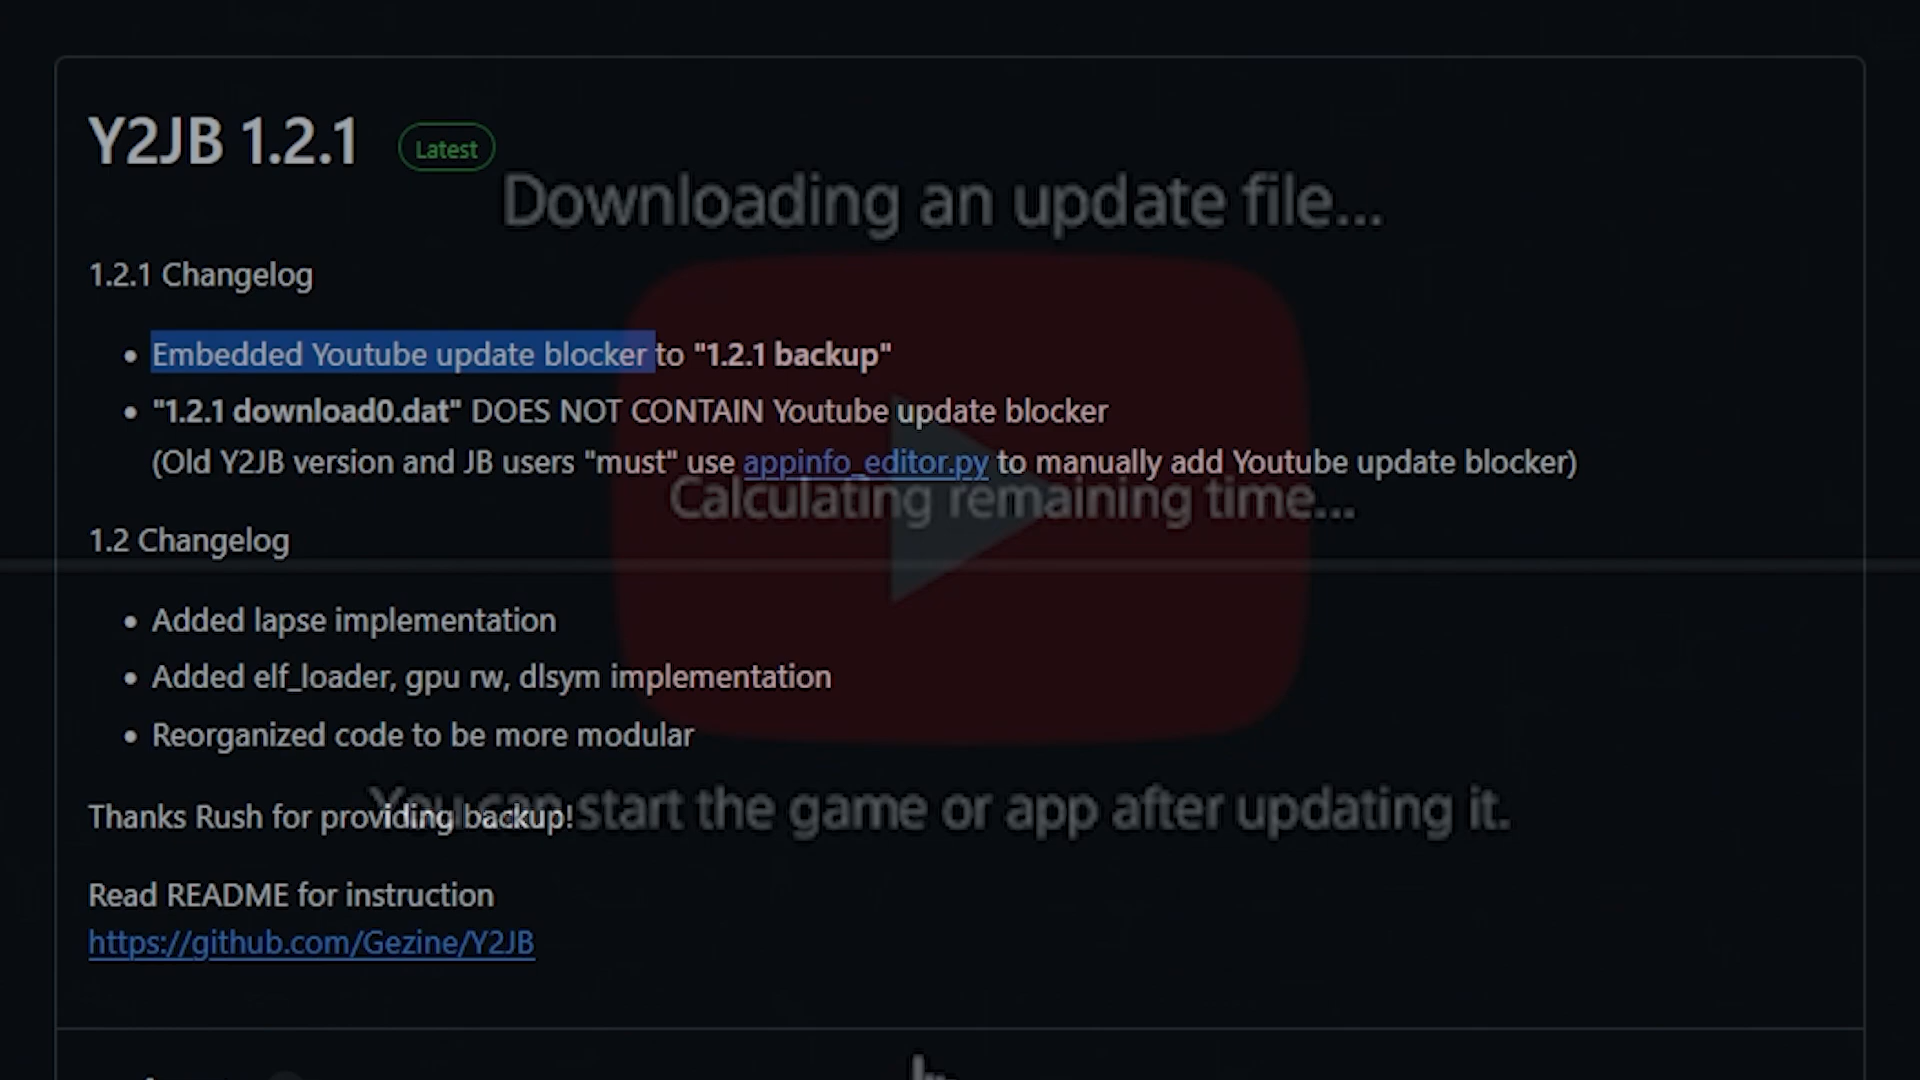 Y2JB 1.2.1 Latest
Downloading an update file...
1.2.1 Changelog
Embedded Youtube update blocker to "1.2.1 backup"
"1.2.1 download0.dat" DOES NOT CONTAIN Youtube update blocker
(Old Y2JB version and JB users "must" use appinfo_editor.py to manually add Youtube update blocker)
Calculating remaining time...
1.2 Changelog
Added lapse implementation
Added elf_loader, gpu rw, dlsym implementation
Reorganized code to be more modular
You can start the game or app after updating it.
Thanks Rush for providing backup!
Read README for instruction
https://github.com/Gezine/Y2JB